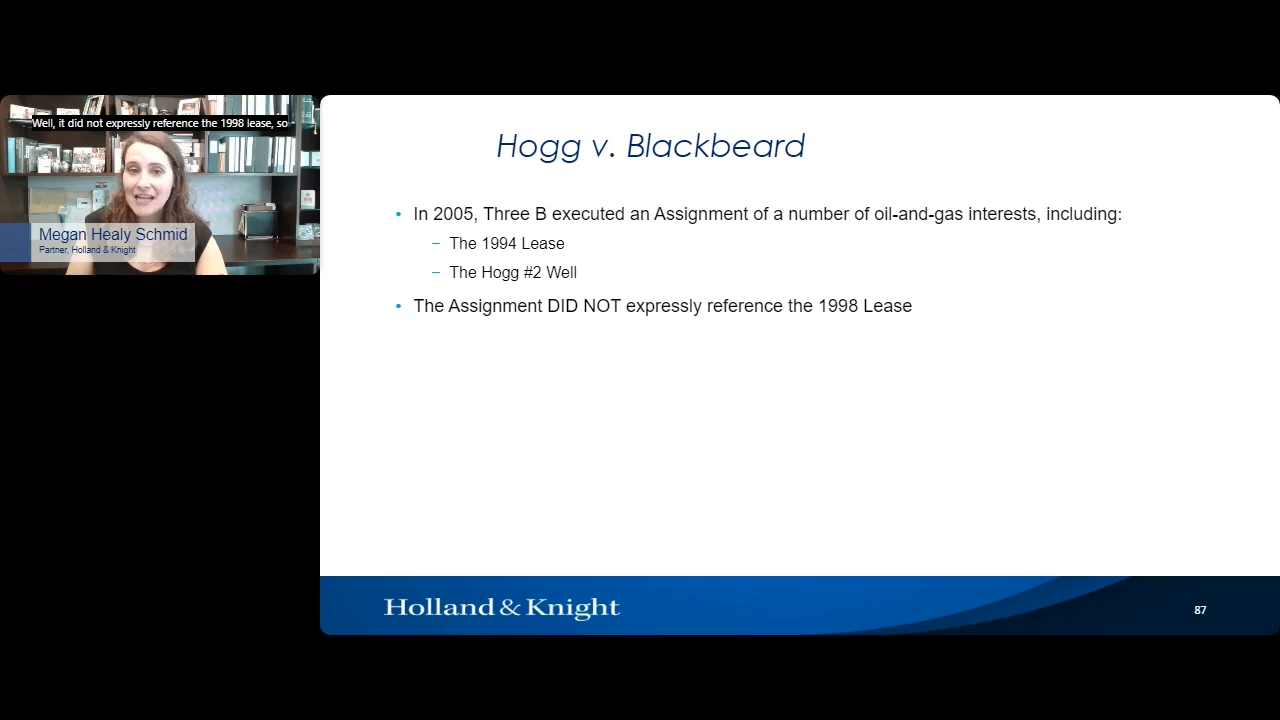 Well, it did not expressly reference the 1998 lease, so
Megan Healy Schmid
Partner, Holland & Knight
Hogg v. Blackbeard
• In 2005, Three B executed an Assignment of a number of oil-and-gas interests, including:
– The 1994 Lease
– The Hogg #2 Well
• The Assignment DID NOT expressly reference the 1998 Lease
Holland & Knight
87